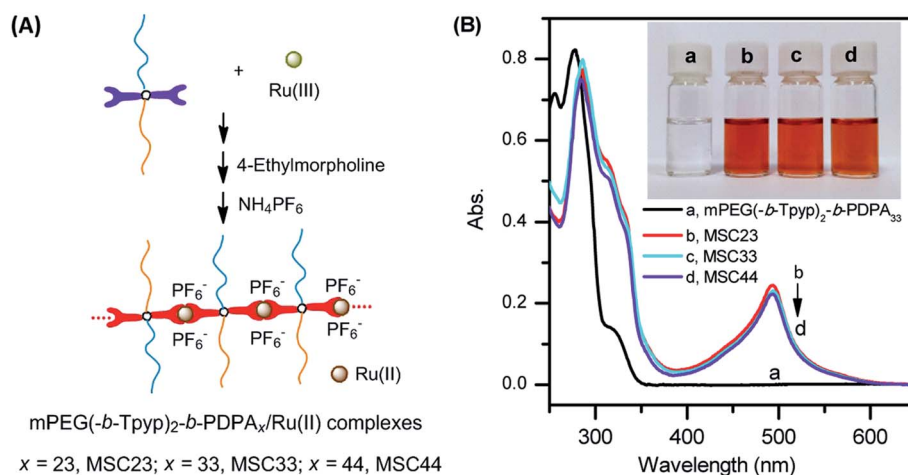 (A)
+
Ru(III)
4-Ethylmorpholine
NH₄PF₆
PF₆⁻ PF₆⁻ PF₆⁻
PF₆⁻ PF₆⁻ PF₆⁻
Ru(II)
mPEG(-b-Tpyp)₂-b-PDPAₓ/Ru(II) complexes
x = 23, MSC23; x = 33, MSC33; x = 44, MSC44
(B)
a b c d
a, mPEG(-b-Tpyp)₂-b-PDPA₃₃
b, MSC23
c, MSC33
d, MSC44
b
d
a
Abs.
0.8
0.6
0.4
0.2
0.0
300 400 500 600
Wavelength (nm)